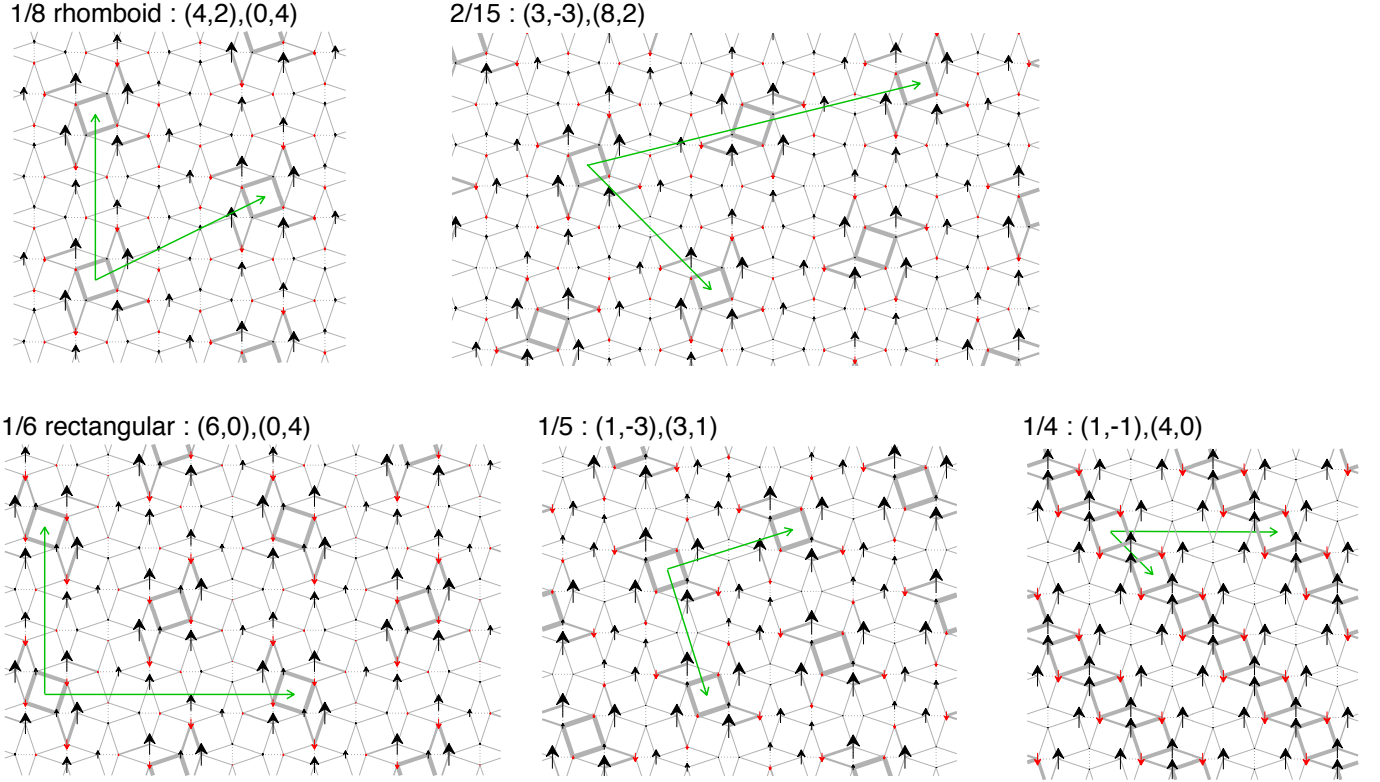 1/8 rhomboid : (4,2),(0,4)
2/15 : (3,-3),(8,2)
1/6 rectangular : (6,0),(0,4)
1/5 : (1,-3),(3,1)
1/4 : (1,-1),(4,0)